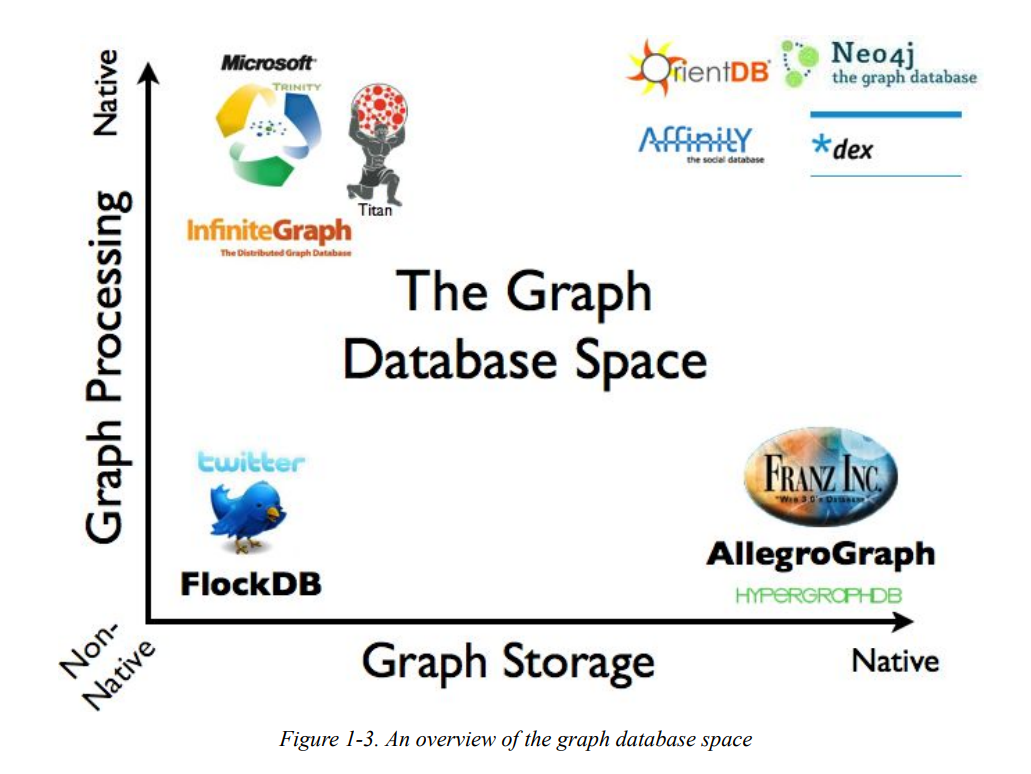 Native
Graph Processing
Microsoft
TRINITY
Titan
InfiniteGraph
The Distributed Graph Database
OrientDB
Neo4j
the graph database
Affinity
the social database
*dex
The Graph
Database Space
twitter
FlockDB
FRANZ INC.
"Web 3.0's Database"
AllegroGraph
HYPERGRAPHDB
Non-
Native
Graph Storage
Native
Figure 1-3. An overview of the graph database space